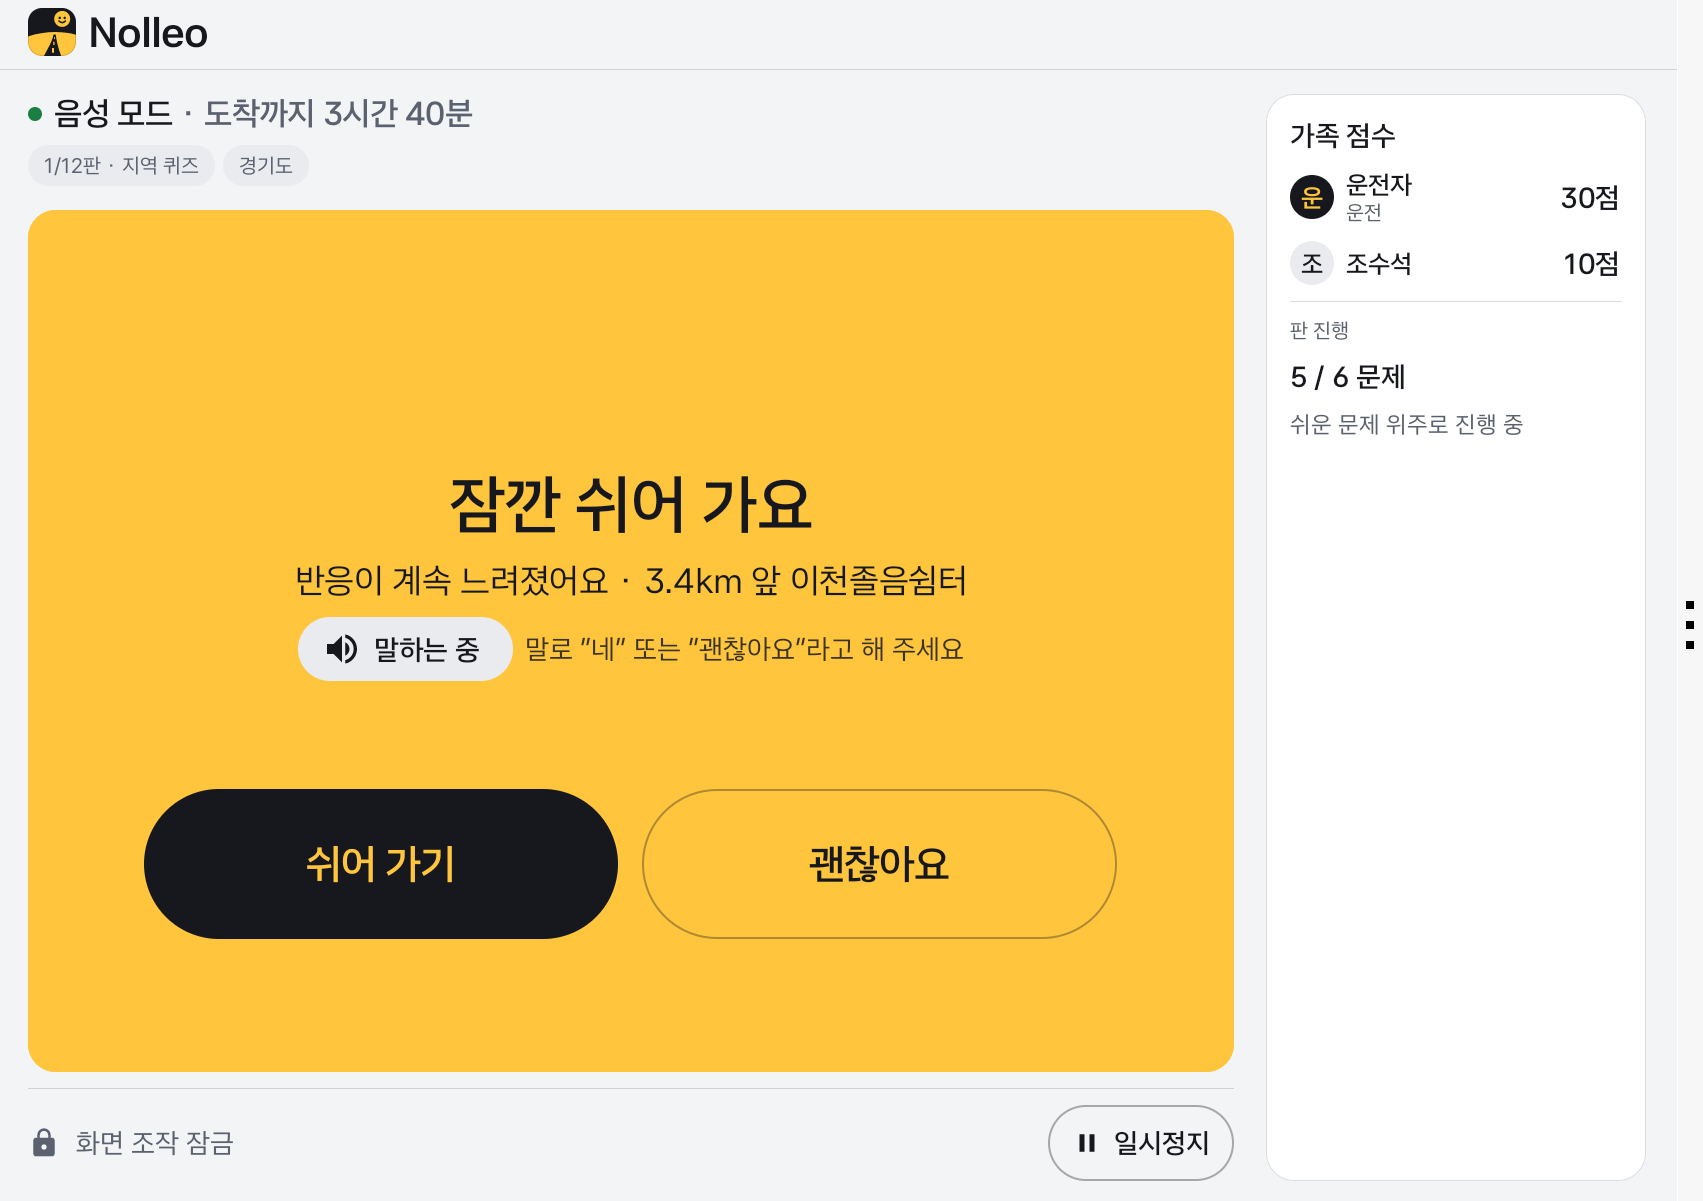 Nolleo
음성 모드 · 도착까지 3시간 40분
1/12판 · 지역 퀴즈
경기도
잠깐 쉬어 가요
반응이 계속 느려졌어요 · 3.4km 앞 이천졸음쉼터
말하는 중
말로 "네" 또는 "괜찮아요"라고 해 주세요
쉬어 가기
괜찮아요
화면 조작 잠금
일시정지
가족 점수
운
운전자
운전
30점
조
조수석
10점
판 진행
5 / 6 문제
쉬운 문제 위주로 진행 중